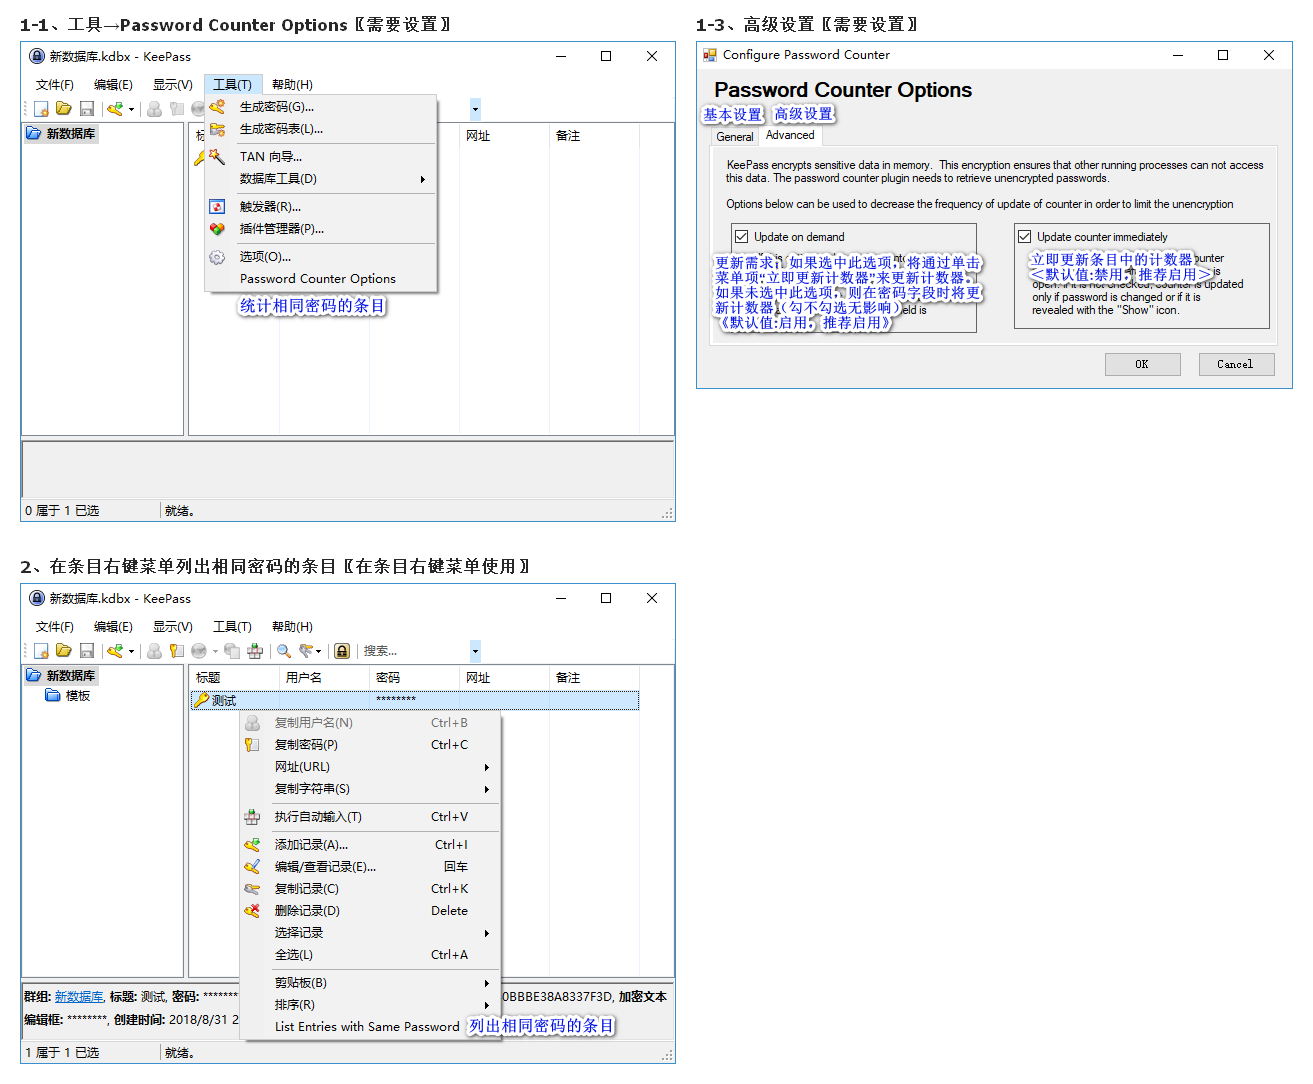 1-1、工具→Password Counter Options〖需要设置〗
新数据库.kdbx - KeePass
文件(F) 编辑(E) 显示(V) 工具(T) 帮助(H)
新数据库
网址 备注
生成密码(G)...
生成密码表(L)...
TAN 向导...
数据库工具(D)
触发器(R)...
插件管理器(P)...
选项(O)...
Password Counter Options
统计相同密码的条目
0 属于 1 已选 就绪。
1-3、高级设置〖需要设置〗
Configure Password Counter
Password Counter Options
基本设置 高级设置
General Advanced
KeePass encrypts sensitive data in memory. This encryption ensures that other running processes can not access
this data. The password counter plugin needs to retrieve unencrypted passwords.
Options below can be used to decrease the frequency of update of counter in order to limit the unencryption
Update on demand
更新需求；如果选中此选项，将通过单击
菜单项“立即更新计数器”来更新计数器。
如果未选中此选项，则在密码字段时将更
新计数器（勾不勾选无影响）
《默认值:启用；推荐启用》
Update counter immediately
立即更新条目中的计数器
＜默认值:禁用；推荐启用＞
only if password is changed or if it is
revealed with the "Show" icon.
OK Cancel
2、在条目右键菜单列出相同密码的条目〖在条目右键菜单使用〗
新数据库.kdbx - KeePass
文件(F) 编辑(E) 显示(V) 工具(T) 帮助(H)
搜索...
新数据库
模板
标题 用户名 密码 网址 备注
测试 ********
复制用户名(N) Ctrl+B
复制密码(P) Ctrl+C
网址(URL)
复制字符串(S)
执行自动输入(T) Ctrl+V
添加记录(A)... Ctrl+I
编辑/查看记录(E)... 回车
复制记录(C) Ctrl+K
删除记录(D) Delete
选择记录
全选(L) Ctrl+A
剪贴板(B)
排序(R)
List Entries with Same Password
列出相同密码的条目
群组: 新数据库, 标题: 测试, 密码: ******* 0BBBE38A8337F3D, 加密文本
编辑框: ********, 创建时间: 2018/8/31 2
1 属于 1 已选 就绪。